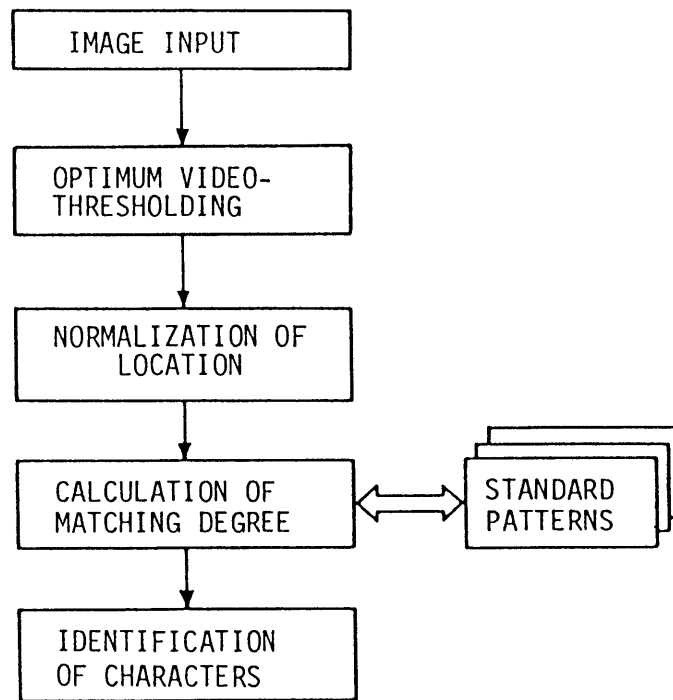 IMAGE INPUT
OPTIMUM VIDEO-
THRESHOLDING
NORMALIZATION OF
LOCATION
CALCULATION OF
MATCHING DEGREE
STANDARD
PATTERNS
IDENTIFICATION
OF CHARACTERS